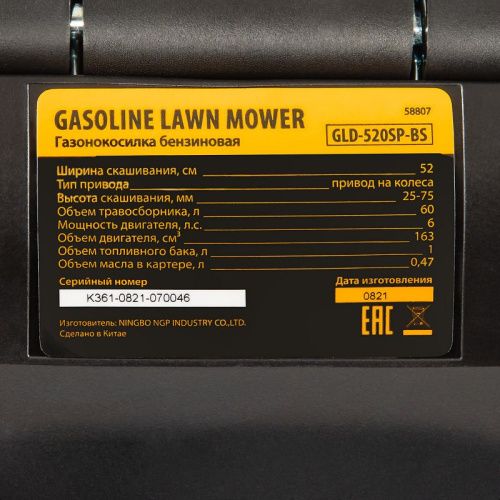 58807
GASOLINE LAWN MOWER
Газонокосилка бензиновая
GLD-520SP-BS
Ширина скашивания, см 52
Тип привода привод на колеса
Высота скашивания, мм 25-75
Объем травосборника, л 60
Мощность двигателя, л.с. 6
Объем двигателя, см³ 163
Объем топливного бака, л 1
Объем масла в картере, л 0,47
Серийный номер
K361-0821-070046
Дата изготовления
0821
Изготовитель: NINGBO NGP INDUSTRY CO.,LTD.
Сделано в Китае
EAC